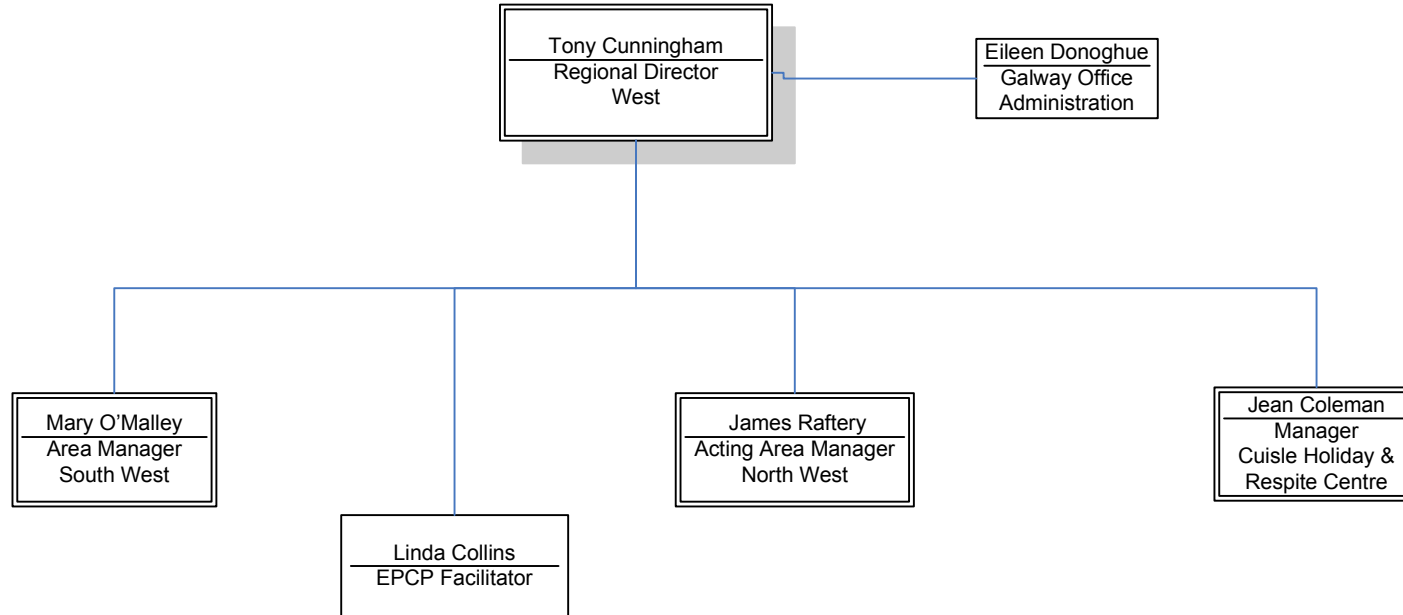 Tony Cunningham
Regional Director
West
Eileen Donoghue
Galway Office
Administration
Mary O’Malley
Area Manager
South West
Linda Collins
EPCP Facilitator
James Raftery
Acting Area Manager
North West
Jean Coleman
Manager
Cuisle Holiday &
Respite Centre